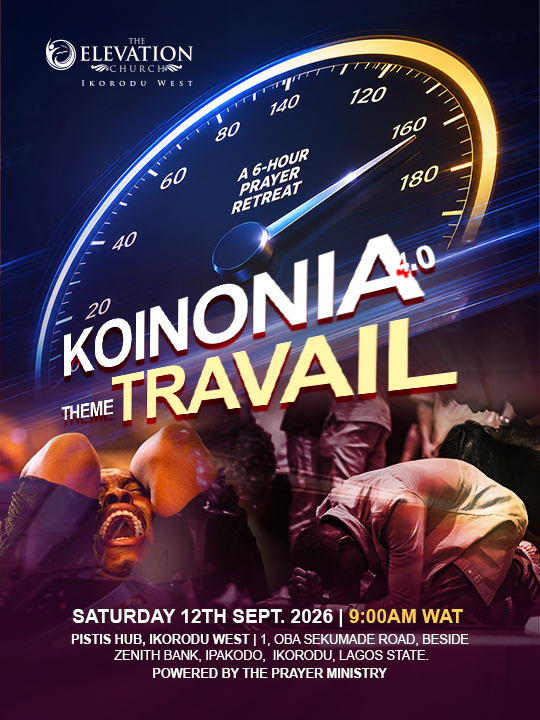 THE
ELEVATION
CHURCH
IKORODU WEST
120
140
160
80
180
60
40
20
A 6-HOUR
PRAYER
RETREAT
KOINONIA 4.0
THEME TRAVAIL
SATURDAY 12TH SEPT. 2026 | 9:00AM WAT
PISTIS HUB, IKORODU WEST | 1, OBA SEKUMADE ROAD, BESIDE
ZENITH BANK, IPAKODO, IKORODU, LAGOS STATE.
POWERED BY THE PRAYER MINISTRY